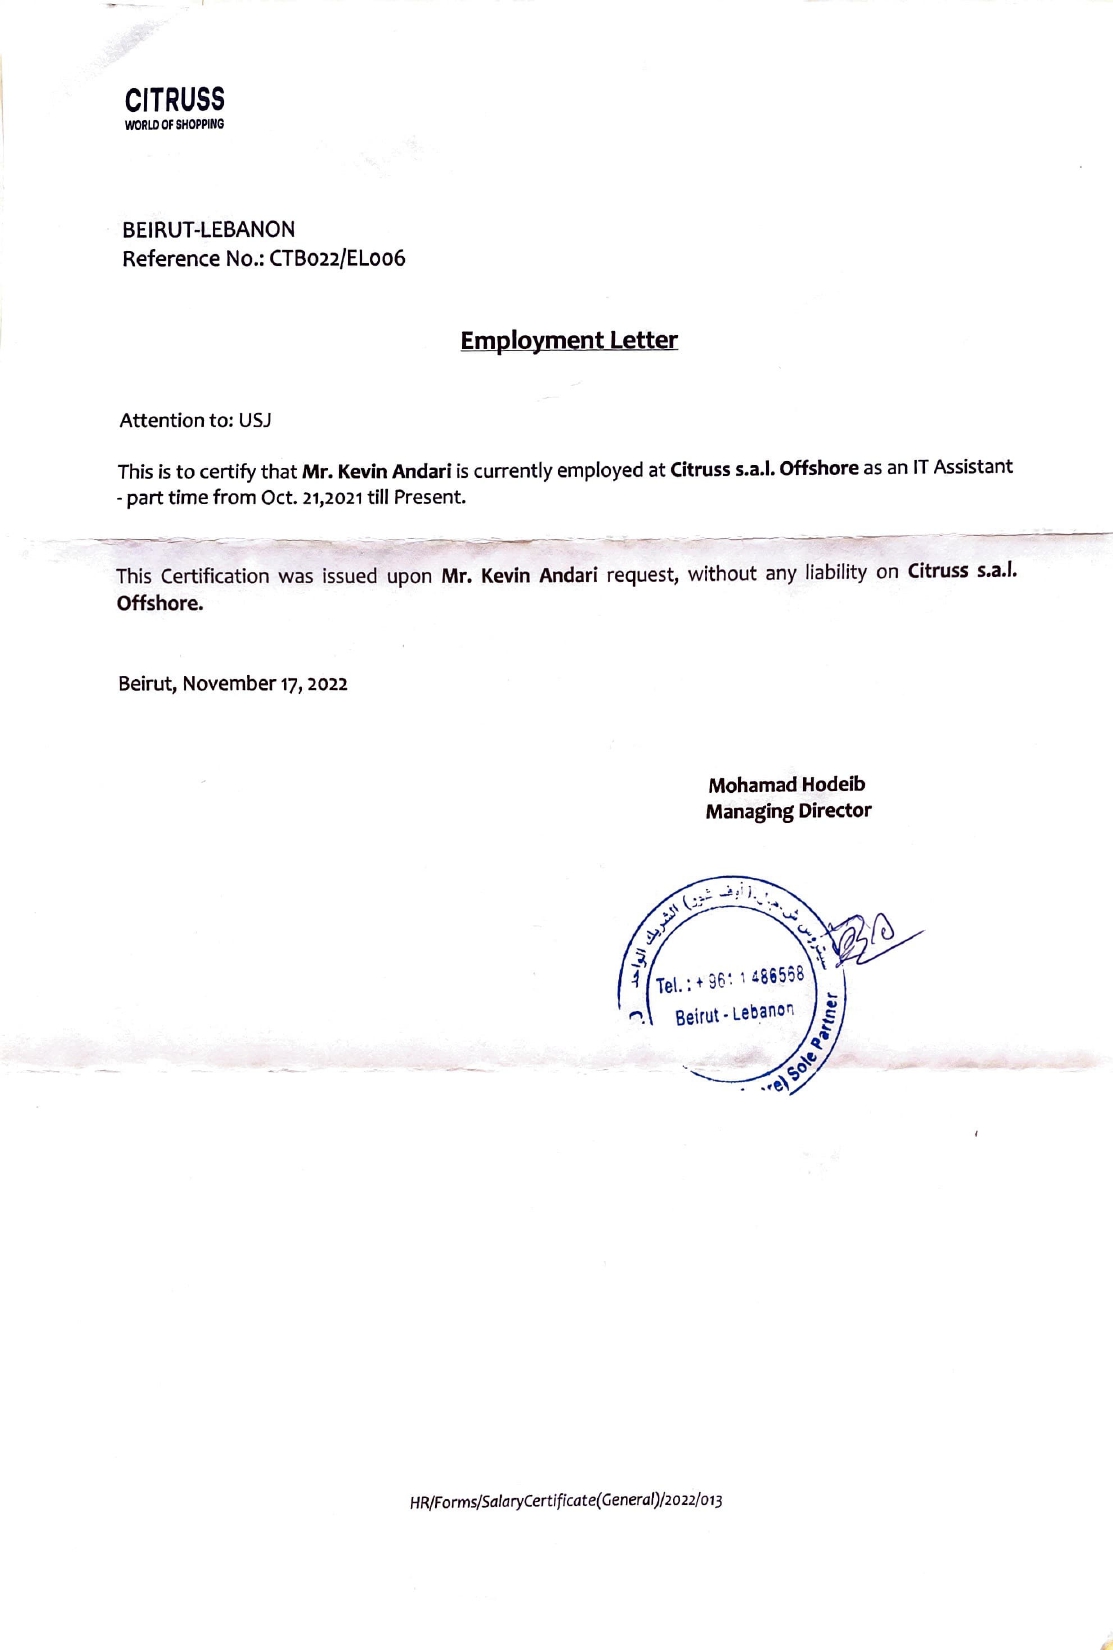 CITRUSS
WORLD OF SHOPPING
BEIRUT-LEBANON
Reference No.: CTB022/EL006
Employment Letter
Attention to: USJ
This is to certify that Mr. Kevin Andari is currently employed at Citruss s.a.l. Offshore as an IT Assistant
- part time from Oct. 21,2021 till Present.
This Certification was issued upon Mr. Kevin Andari request, without any liability on Citruss s.a.l.
Offshore.
Beirut, November 17, 2022
Mohamad Hodeib
Managing Director
سيتروس ش.م.ل. (أوف شور) الشريك الواحد
Tel. : + 961 1 486568
Beirut - Lebanon
Sole Partner
HR/Forms/SalaryCertificate(General)/2022/013